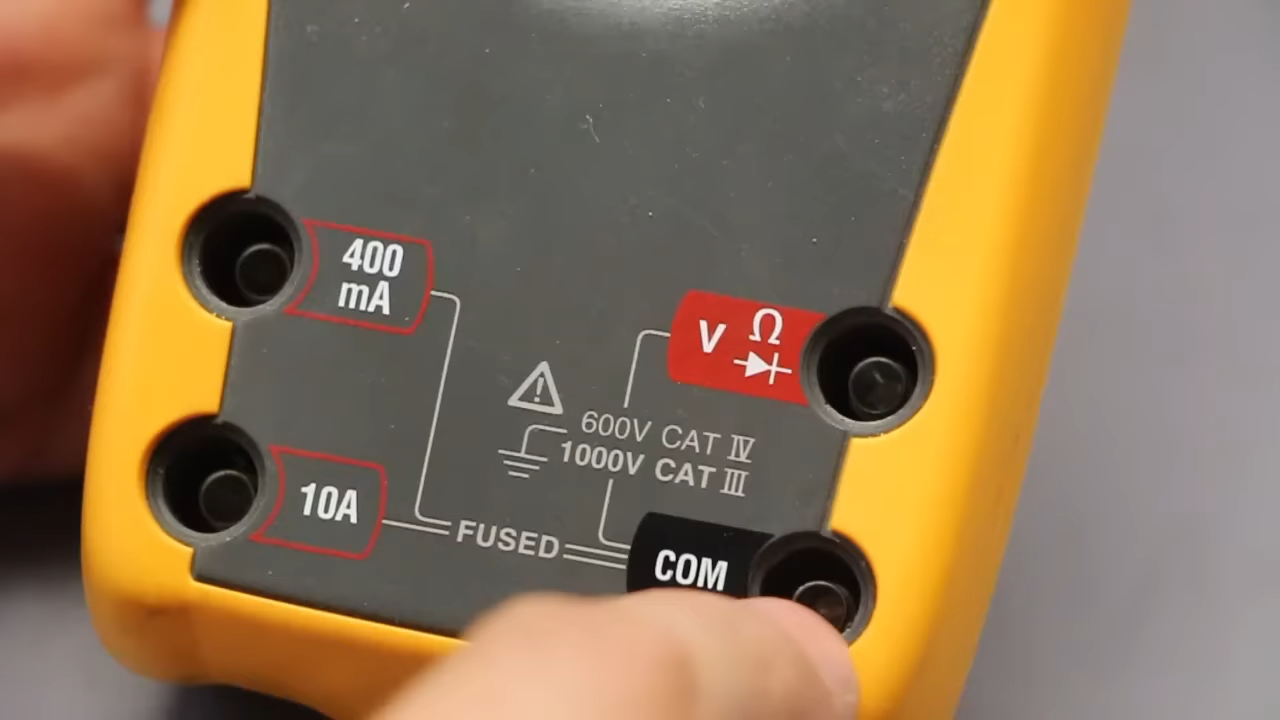 400
mA
V Ω
600V CAT IV
1000V CAT III
10A
FUSED
COM